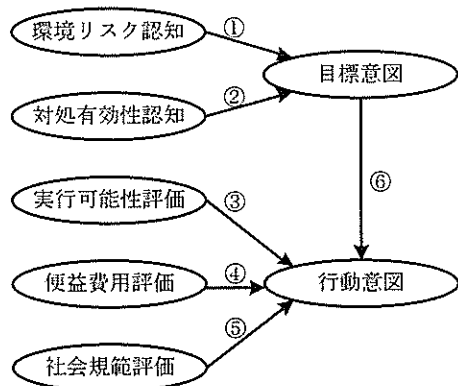 環境リスク認知
①
目標意図
②
対処有効性認知
⑥
実行可能性評価
③
便益費用評価
④
行動意図
⑤
社会規範評価